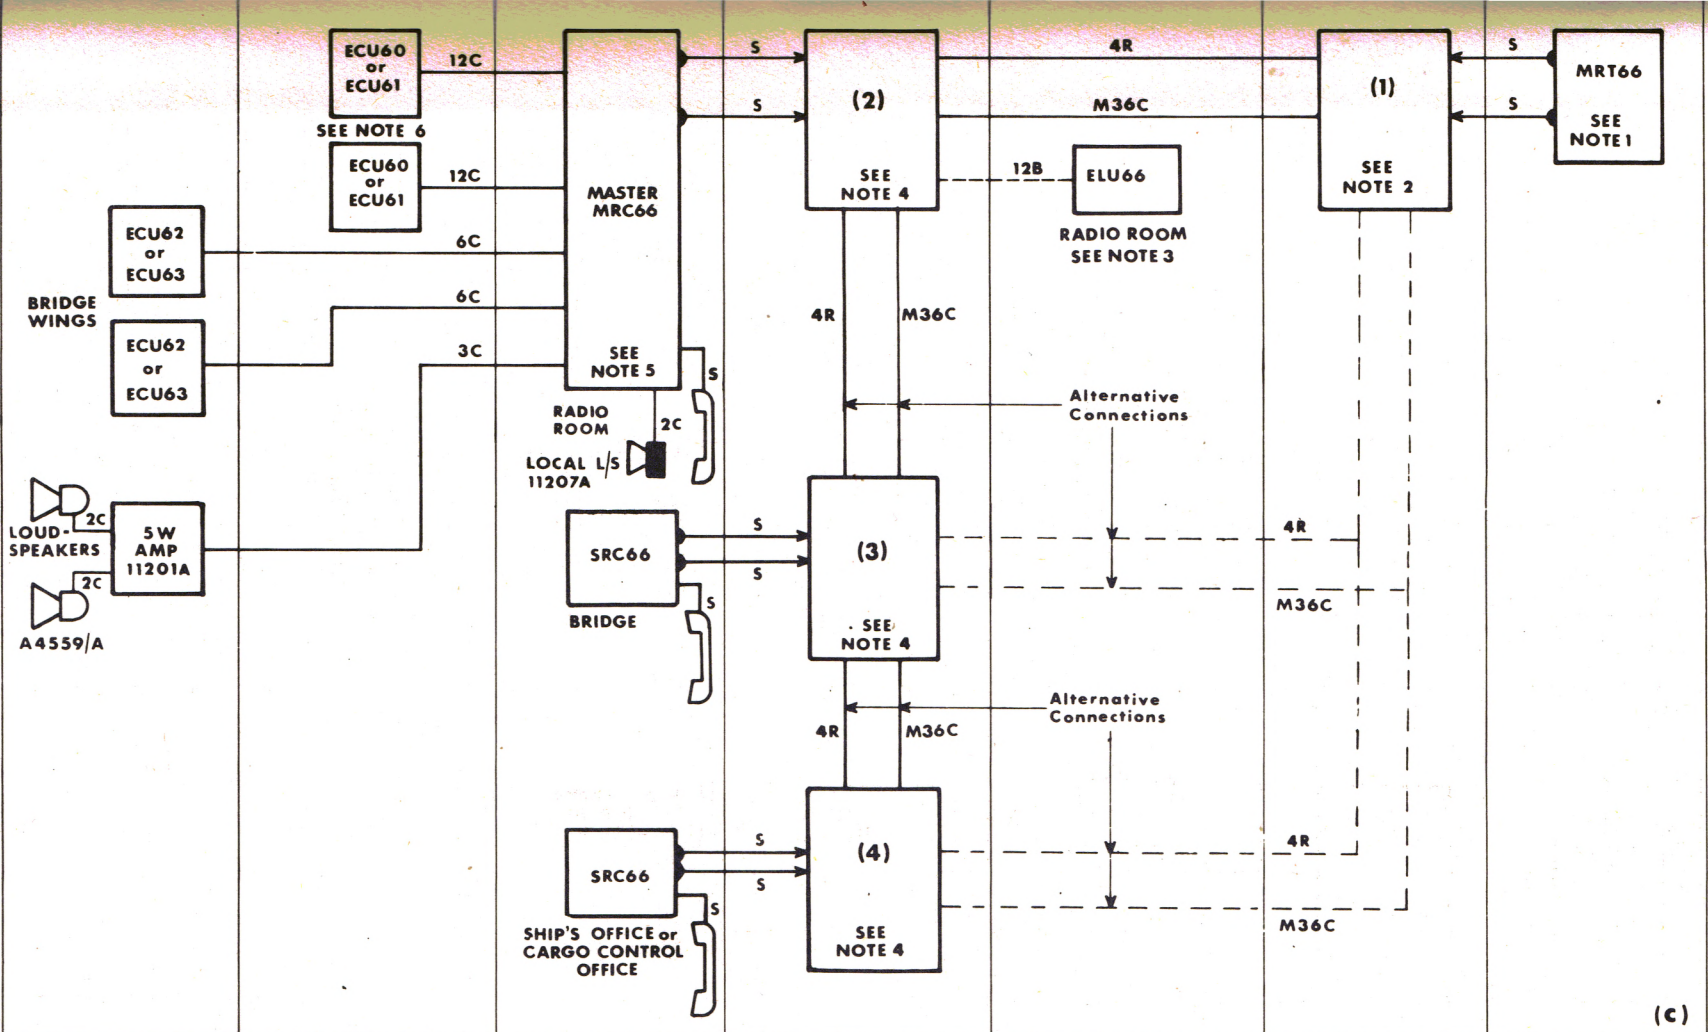 ECU60
or
ECU61
SEE NOTE 6
12C
ECU60
or
ECU61
12C
ECU62
or
ECU63
6C
BRIDGE
WINGS
ECU62
or
ECU63
6C
3C
LOUD-
SPEAKERS
2C
2C
A4559/A
5W
AMP
11201A
MASTER
MRC66
SEE
NOTE 5
RADIO
ROOM
LOCAL L/S
11207A
2C
S
S
S
(2)
SEE
NOTE 4
4R
M36C
12B
ELU66
RADIO ROOM
SEE NOTE 3
(1)
SEE
NOTE 2
S
S
MRT66
SEE
NOTE 1
4R
M36C
Alternative
Connections
SRC66
BRIDGE
S
S
S
(3)
SEE
NOTE 4
4R
M36C
4R
M36C
Alternative
Connections
SRC66
SHIP'S OFFICE or
CARGO CONTROL
OFFICE
S
S
S
(4)
SEE
NOTE 4
4R
M36C
(c)